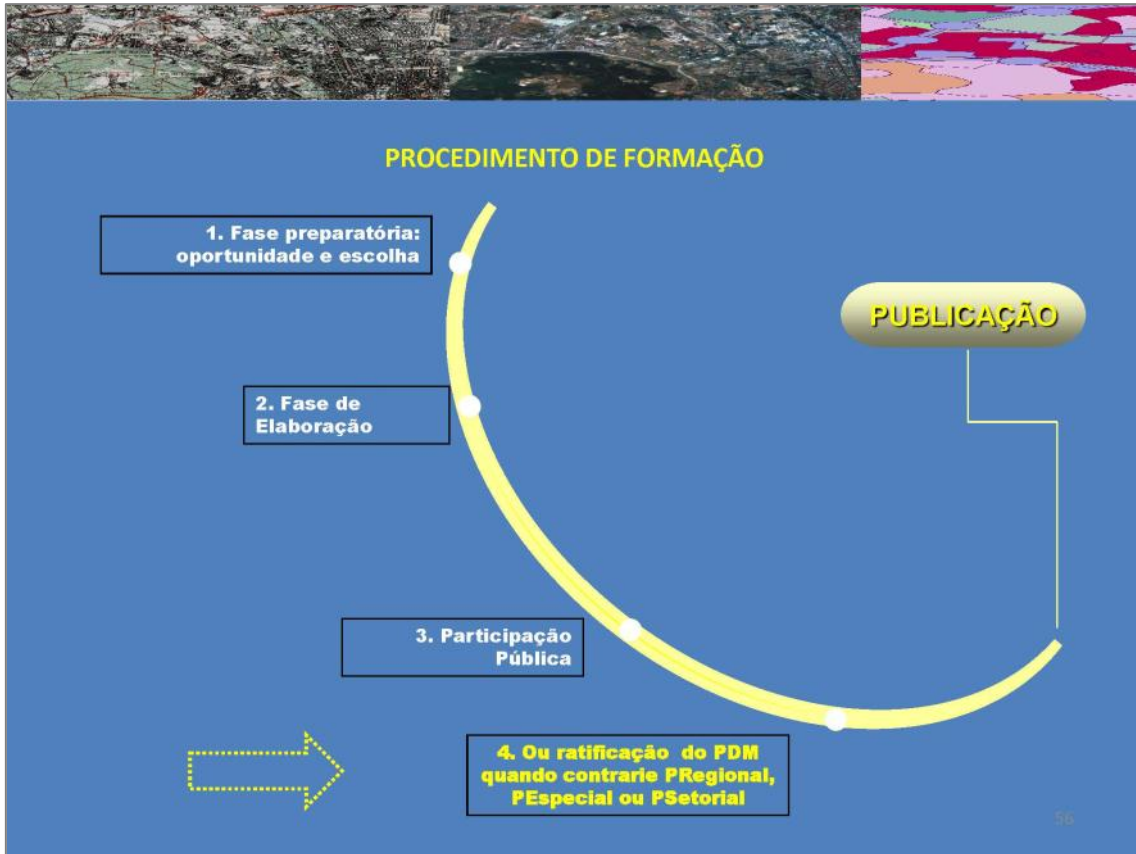 PROCEDIMENTO DE FORMAÇÃO
1. Fase preparatória:
oportunidade e escolha
PUBLICAÇÃO
2. Fase de
Elaboração
3. Participação
Pública
4. Ou ratificação do PDM
quando contrarie PRegional,
PEspecial ou PSetorial
56